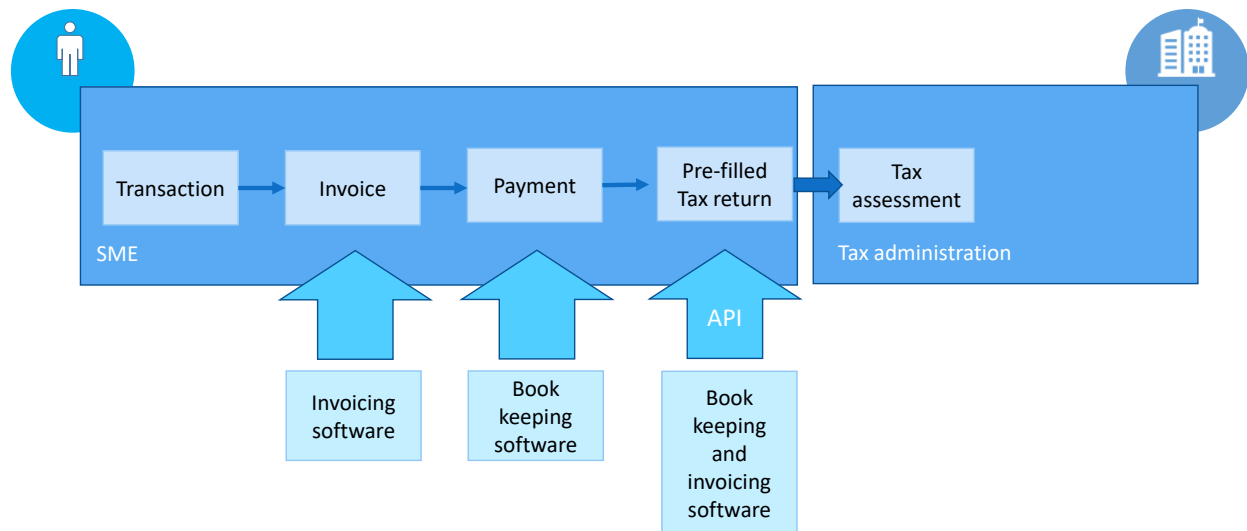 Transaction
Invoice
Payment
Pre-filled
Tax return
Tax
assessment
SME
Tax administration
API
Invoicing
software
Book
keeping
software
Book
keeping
and
invoicing
software